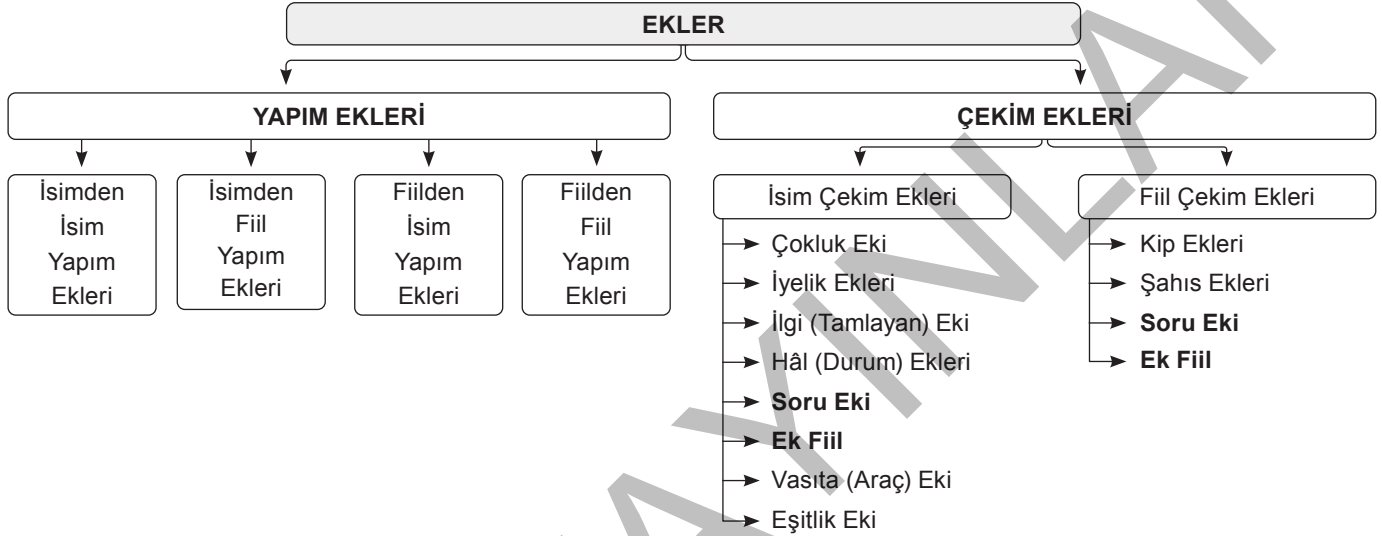 EKLER
YAPIM EKLERİ
İsimden
İsim
Yapım
Ekleri
İsimden
Fiil
Yapım
Ekleri
Fiilden
İsim
Yapım
Ekleri
Fiilden
Fiil
Yapım
Ekleri
ÇEKİM EKLERİ
İsim Çekim Ekleri
Çokluk Eki
İyelik Ekleri
İlgi (Tamlayan) Eki
Hâl (Durum) Ekleri
Soru Eki
Ek Fiil
Vasıta (Araç) Eki
Eşitlik Eki
Fiil Çekim Ekleri
Kip Ekleri
Şahıs Ekleri
Soru Eki
Ek Fiil